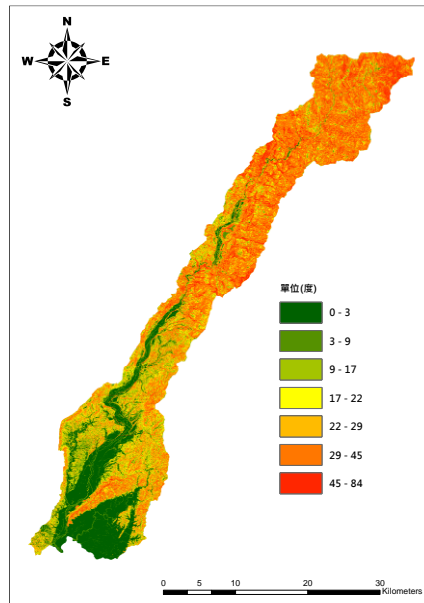 N
W E
S
單位(度)
0 - 3
3 - 9
9 - 17
17 - 22
22 - 29
29 - 45
45 - 84
0 5 10 20 30
Kilometers